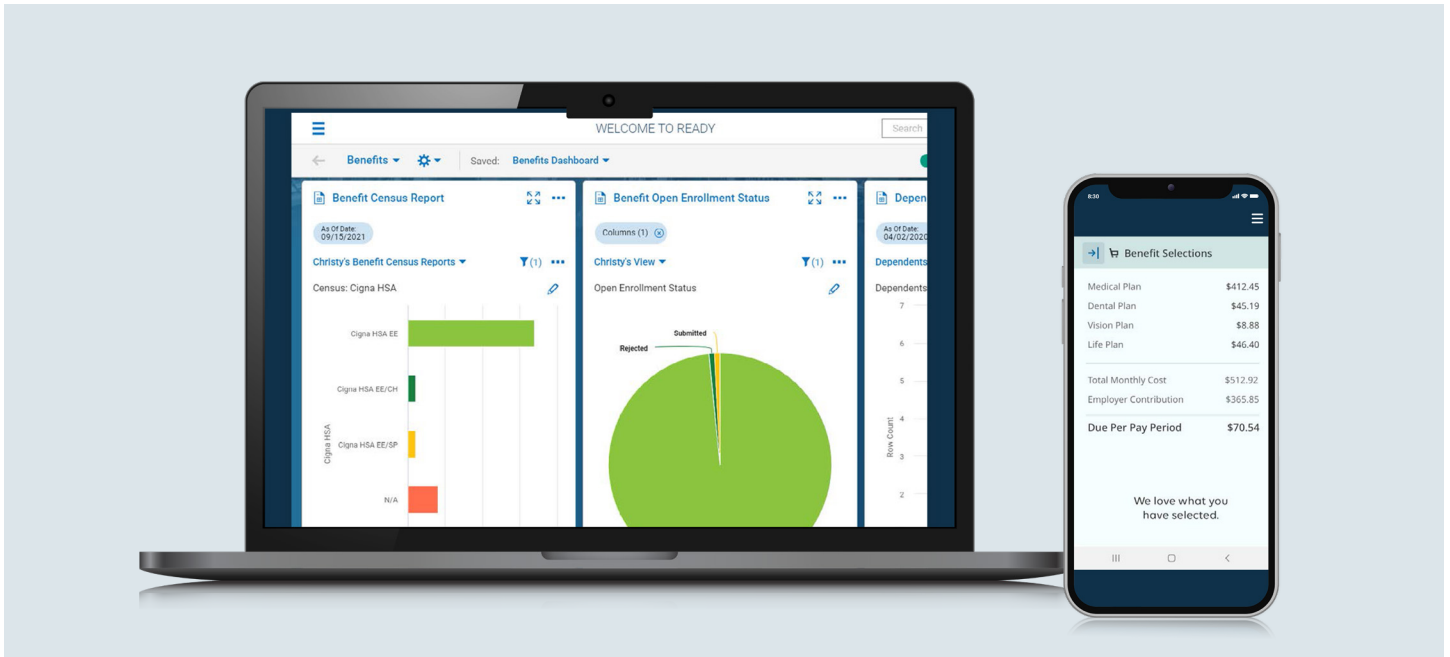 WELCOME TO READY
Search
Benefits
Saved: Benefits Dashboard
Benefit Census Report
As Of Date:
09/15/2021
Christy's Benefit Census Reports
(1)
Census: Cigna HSA
Cigna HSA EE
Cigna HSA EE/CH
Cigna HSA EE/SP
N/A
Cigna HSA
Benefit Open Enrollment Status
Columns (1)
Christy's View
(1)
Open Enrollment Status
Submitted
Rejected
Depen
As Of Date:
04/02/2020
Dependents
Dependents
7
6
5
4
3
2
Row Count
8:30
Benefit Selections
Medical Plan $412.45
Dental Plan $45.19
Vision Plan $8.88
Life Plan $46.40
Total Monthly Cost $512.92
Employer Contribution $365.85
Due Per Pay Period $70.54
We love what you
have selected.